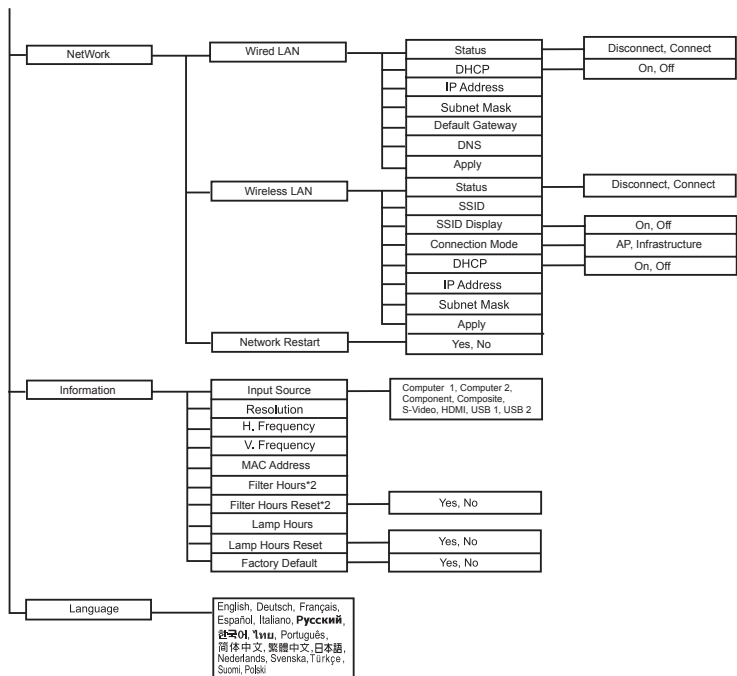 NetWork
Wired LAN
Status
Disconnect, Connect
DHCP
On, Off
IP Address
Subnet Mask
Default Gateway
DNS
Apply
Wireless LAN
Status
Disconnect, Connect
SSID
SSID Display
On, Off
Connection Mode
AP, Infrastructure
DHCP
On, Off
IP Address
Subnet Mask
Apply
Network Restart
Yes, No
Information
Input Source
Computer 1, Computer 2,
Component, Composite,
S-Video, HDMI, USB 1, USB 2
Resolution
H. Frequency
V. Frequency
MAC Address
Filter Hours*2
Filter Hours Reset*2
Yes, No
Lamp Hours
Lamp Hours Reset
Yes, No
Factory Default
Yes, No
Language
English, Deutsch, Français,
Español, Italiano, Русский,
한국어, ไทย, Português,
简体中文, 繁體中文, 日本語,
Nederlands, Svenska, Türkçe,
Suomi, Polski